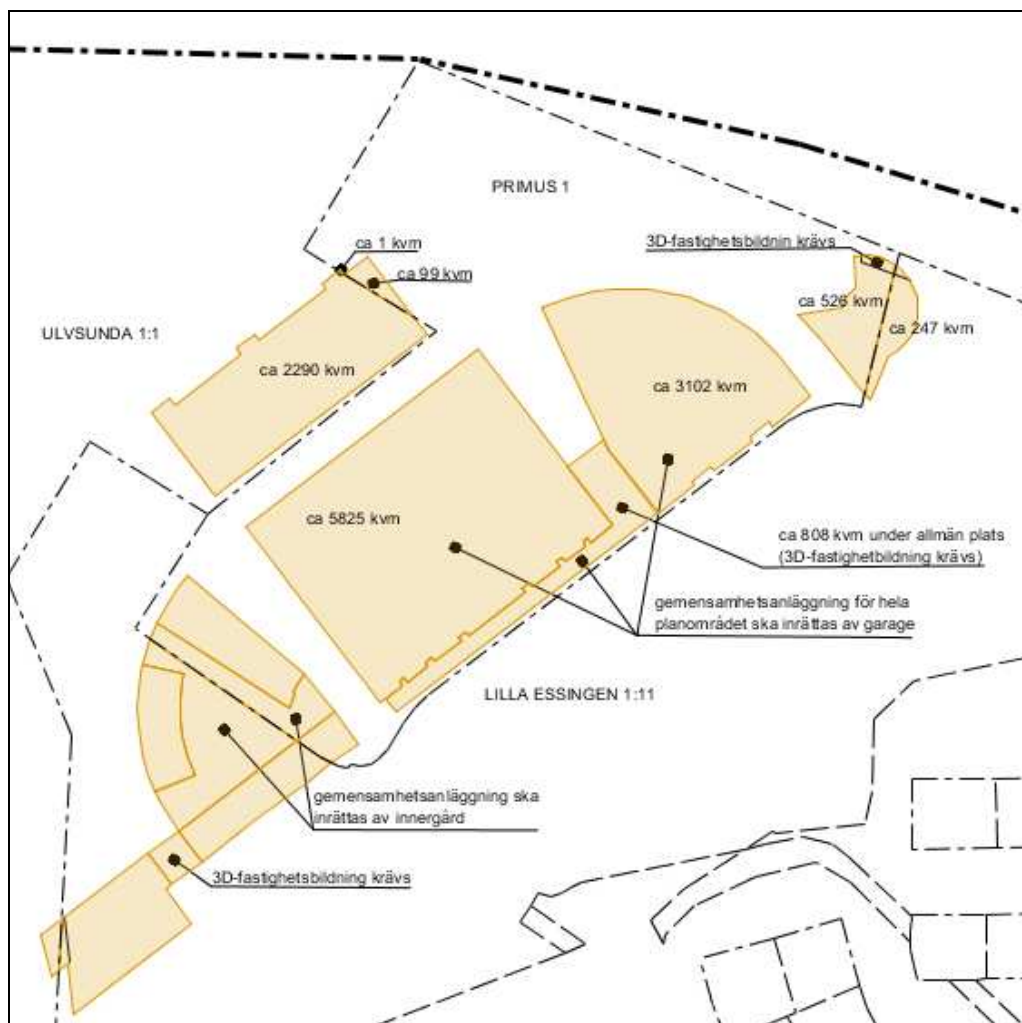 PRIMUS 1
ca 1 kvm
3D-fastighetsbildnin krävs
ca 99 kvm
ca 526 kvm
ULVSUNDA 1:1
ca 247 kvm
ca 2290 kvm
ca 3102 kvm
ca 5825 kvm
ca 808 kvm under allmän plats
(3D-fastighetbildning krävs)
gemensamhetsanläggning för hela
planområdet ska inrättas av garage
LILLA ESSINGEN 1:11
gemensamhetsanläggning ska
inrättas av innergård
3D-fastighetsbildning krävs